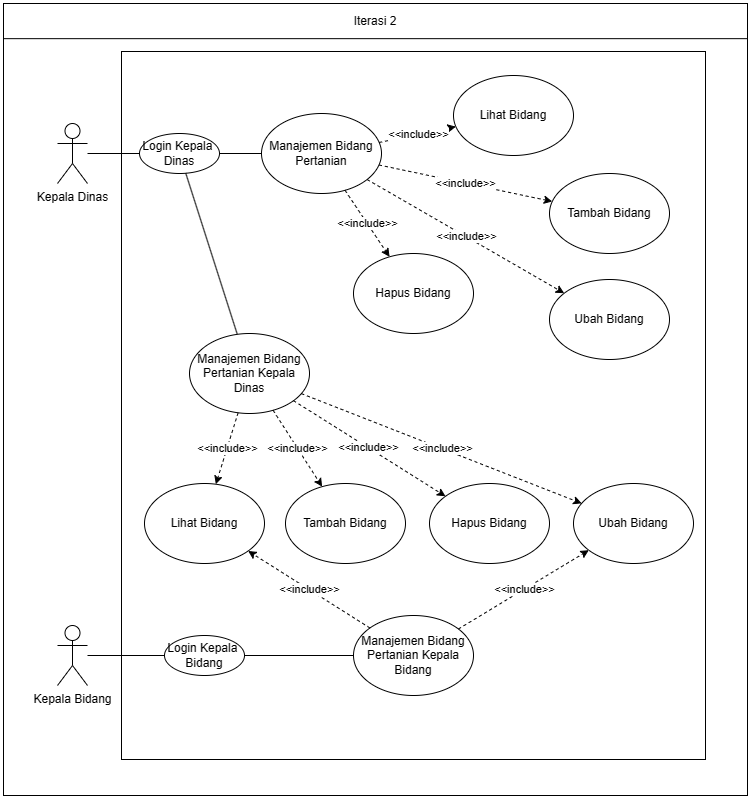 Iterasi 2
Lihat Bidang
<<include>>
Login Kepala
Dinas
Manajemen Bidang
Pertanian
Kepala Dinas
<<include>>
Tambah Bidang
<<include>>
<<include>>
Hapus Bidang
Ubah Bidang
Manajemen Bidang
Pertanian Kepala
Dinas
<<include>>
<<include>>
<<include>>
<<include>>
Lihat Bidang
Tambah Bidang
Hapus Bidang
Ubah Bidang
<<include>>
<<include>>
Login Kepala
Bidang
Manajemen Bidang
Pertanian Kepala
Bidang
Kepala Bidang